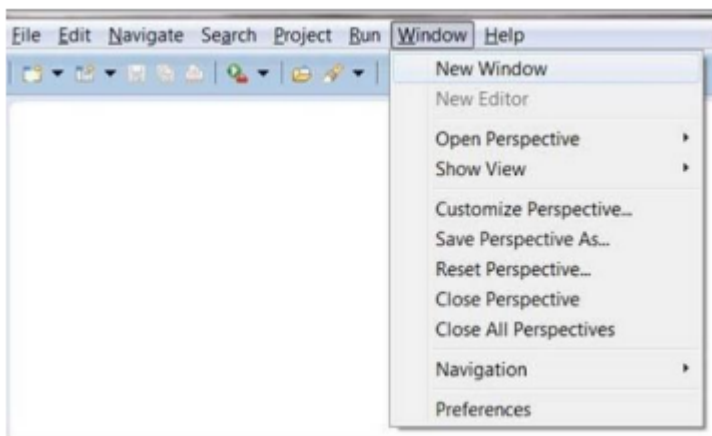 File Edit Navigate Search Project Run Window Help
New Window
New Editor
Open Perspective
Show View
Customize Perspective...
Save Perspective As...
Reset Perspective...
Close Perspective
Close All Perspectives
Navigation
Preferences